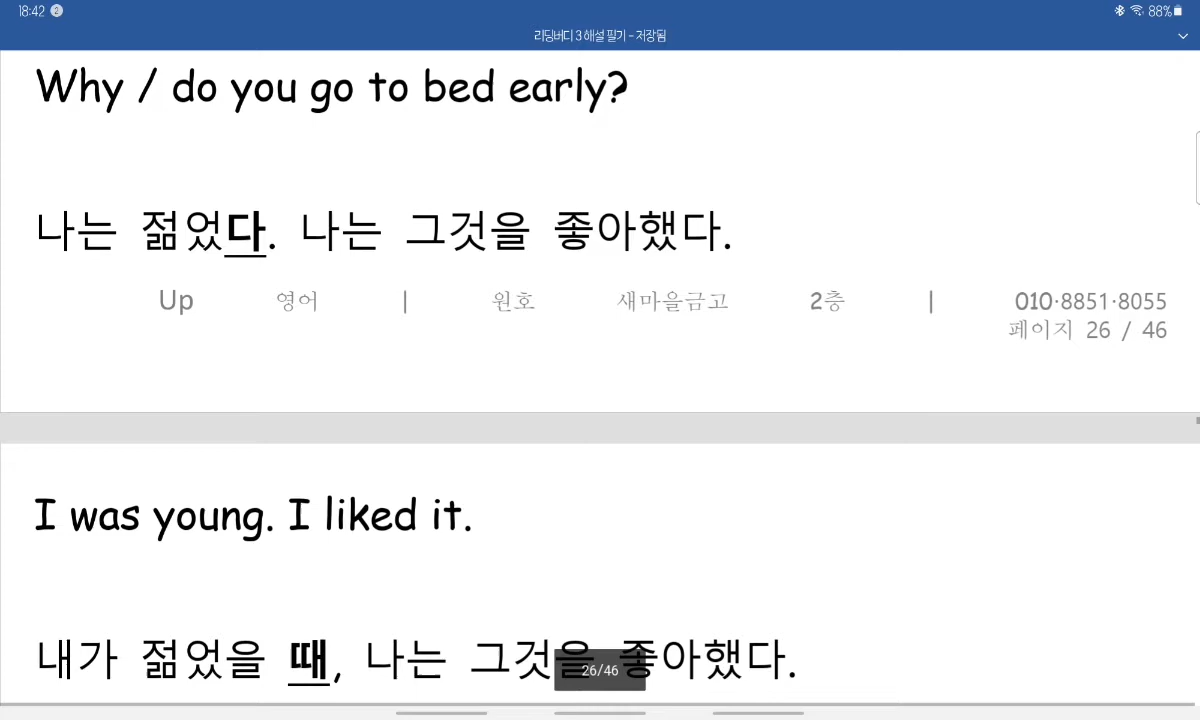 18:42 2 88%
리딩버디 3 해설 필기 - 저장됨
Why / do you go to bed early?
나는 젊었다. 나는 그것을 좋아했다.
Up 영어 | 원호 새마을금고 2층 | 010·8851·8055
페이지 26 / 46
I was young. I liked it.
내가 젊었을 때, 나는 그것을 좋아했다.
26/46